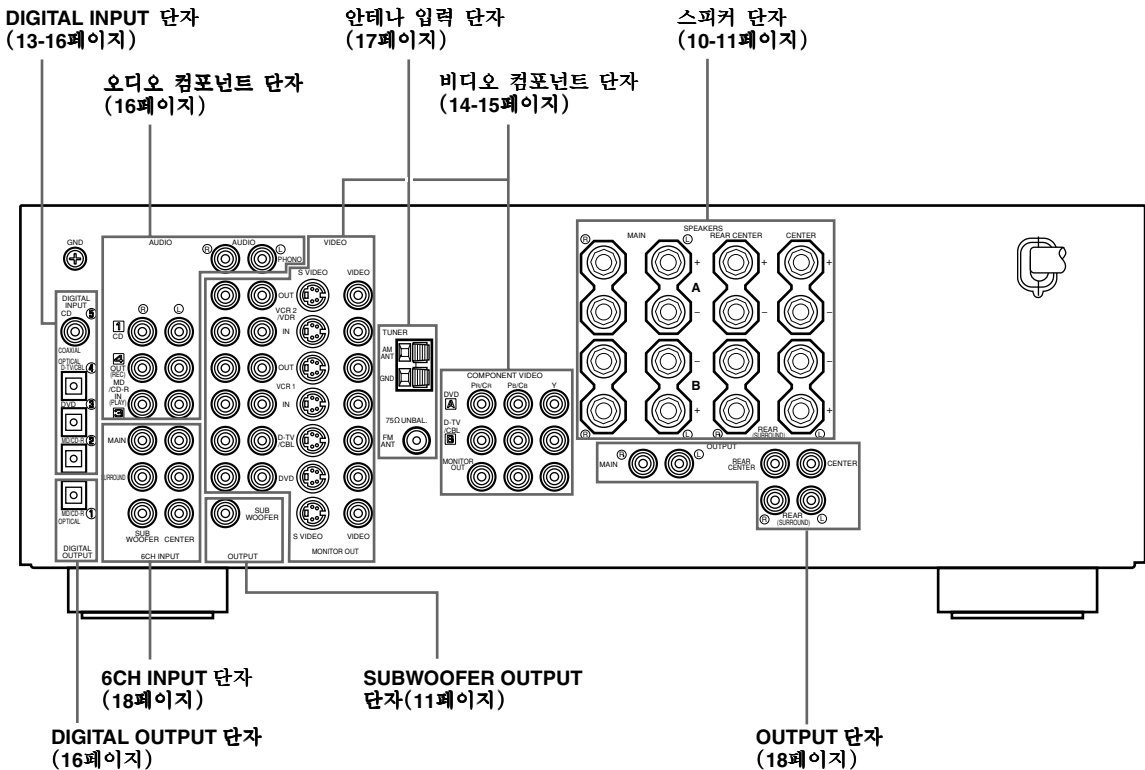 DIGITAL INPUT 단자
(13-16페이지)
안테나 입력 단자
(17페이지)
스피커 단자
(10-11페이지)
오디오 컴포넌트 단자
(16페이지)
비디오 컴포넌트 단자
(14-15페이지)
GND
AUDIO
R AUDIO L
PHONO
VIDEO
S VIDEO VIDEO
DIGITAL
INPUT
CD 5
COAXIAL
OPTICAL
D-TV/CBL 4
DVD 3
MD/CD-R 2
MD/CD-R 1
OPTICAL
DIGITAL
OUTPUT
R L
1
CD
4
OUT
(REC)
MD
/CD-R
IN
(PLAY)
3
MAIN
SURROUND
SUB
WOOFER CENTER
6CH INPUT
OUT
VCR 2
/VDR
IN
OUT
VCR 1
IN
D-TV
/CBL
DVD
SUB
WOOFER
OUTPUT
S VIDEO VIDEO
MONITOR OUT
TUNER
AM
ANT
GND
75Ω UNBAL.
FM
ANT
COMPONENT VIDEO
PR/CR PB/CB Y
DVD
A
D-TV
/CBL
B
MONITOR
OUT
SPEAKERS
R MAIN L REAR CENTER CENTER
+ + +
A
− − −
− −
B
+ +
R L R REAR L
(SURROUND)
OUTPUT
MAIN R L REAR
CENTER CENTER
R REAR L
(SURROUND)
6CH INPUT 단자
(18페이지)
SUBWOOFER OUTPUT
단자(11페이지)
DIGITAL OUTPUT 단자
(16페이지)
OUTPUT 단자
(18페이지)